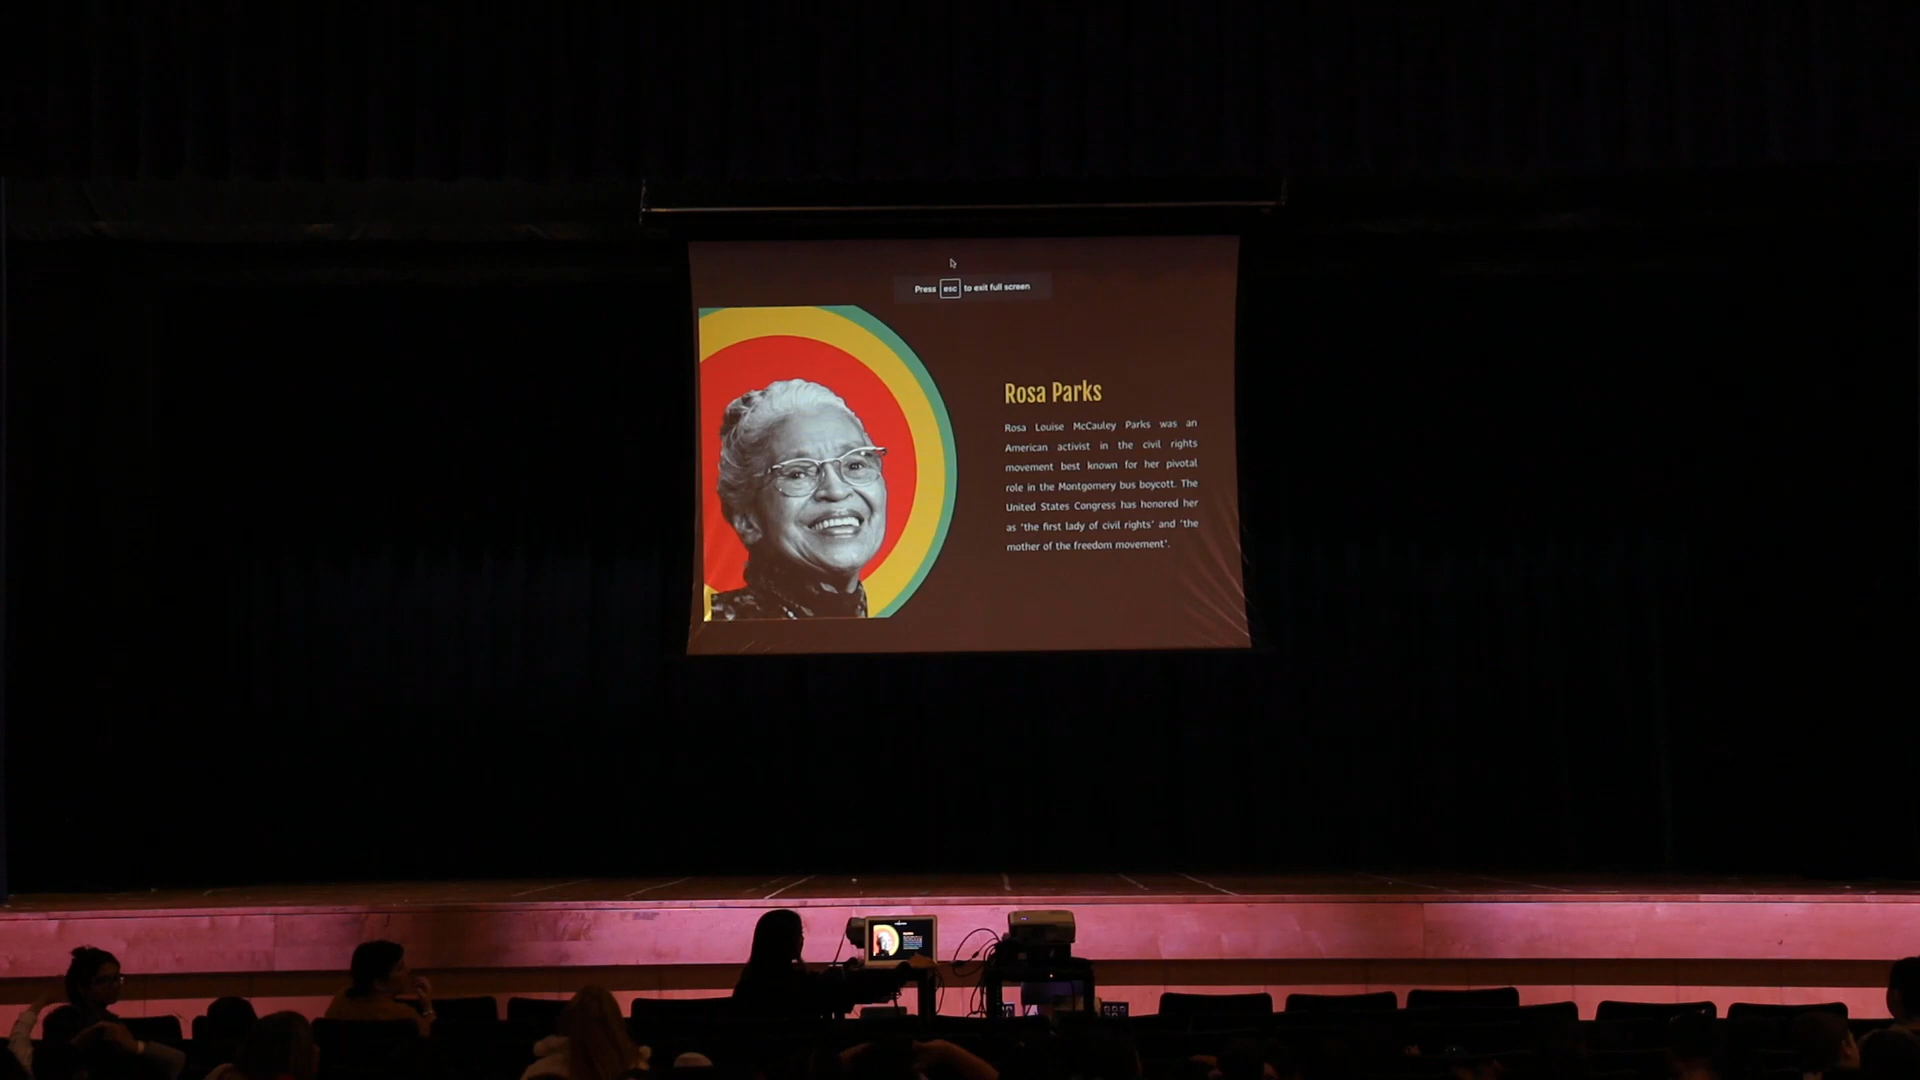 Press esc to exit full screen
Rosa Parks
Rosa Louise McCauley Parks was an
American activist in the civil rights
movement best known for her pivotal
role in the Montgomery bus boycott. The
United States Congress has honored her
as 'the first lady of civil rights' and 'the
mother of the freedom movement'.